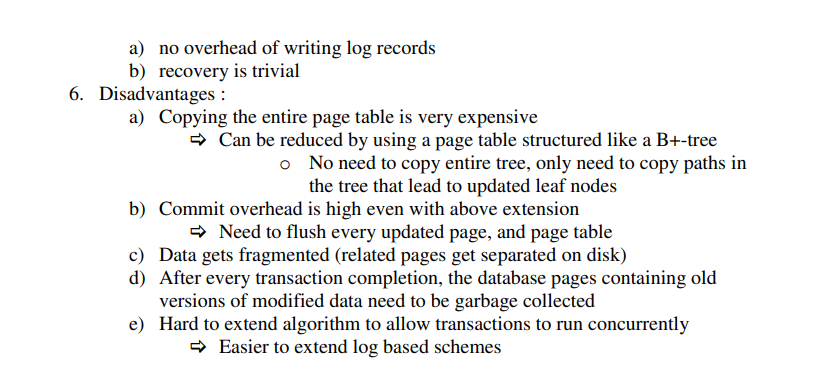 a) no overhead of writing log records
b) recovery is trivial
6. Disadvantages :
a) Copying the entire page table is very expensive
⇨ Can be reduced by using a page table structured like a B+-tree
o No need to copy entire tree, only need to copy paths in
the tree that lead to updated leaf nodes
b) Commit overhead is high even with above extension
⇨ Need to flush every updated page, and page table
c) Data gets fragmented (related pages get separated on disk)
d) After every transaction completion, the database pages containing old
versions of modified data need to be garbage collected
e) Hard to extend algorithm to allow transactions to run concurrently
⇨ Easier to extend log based schemes